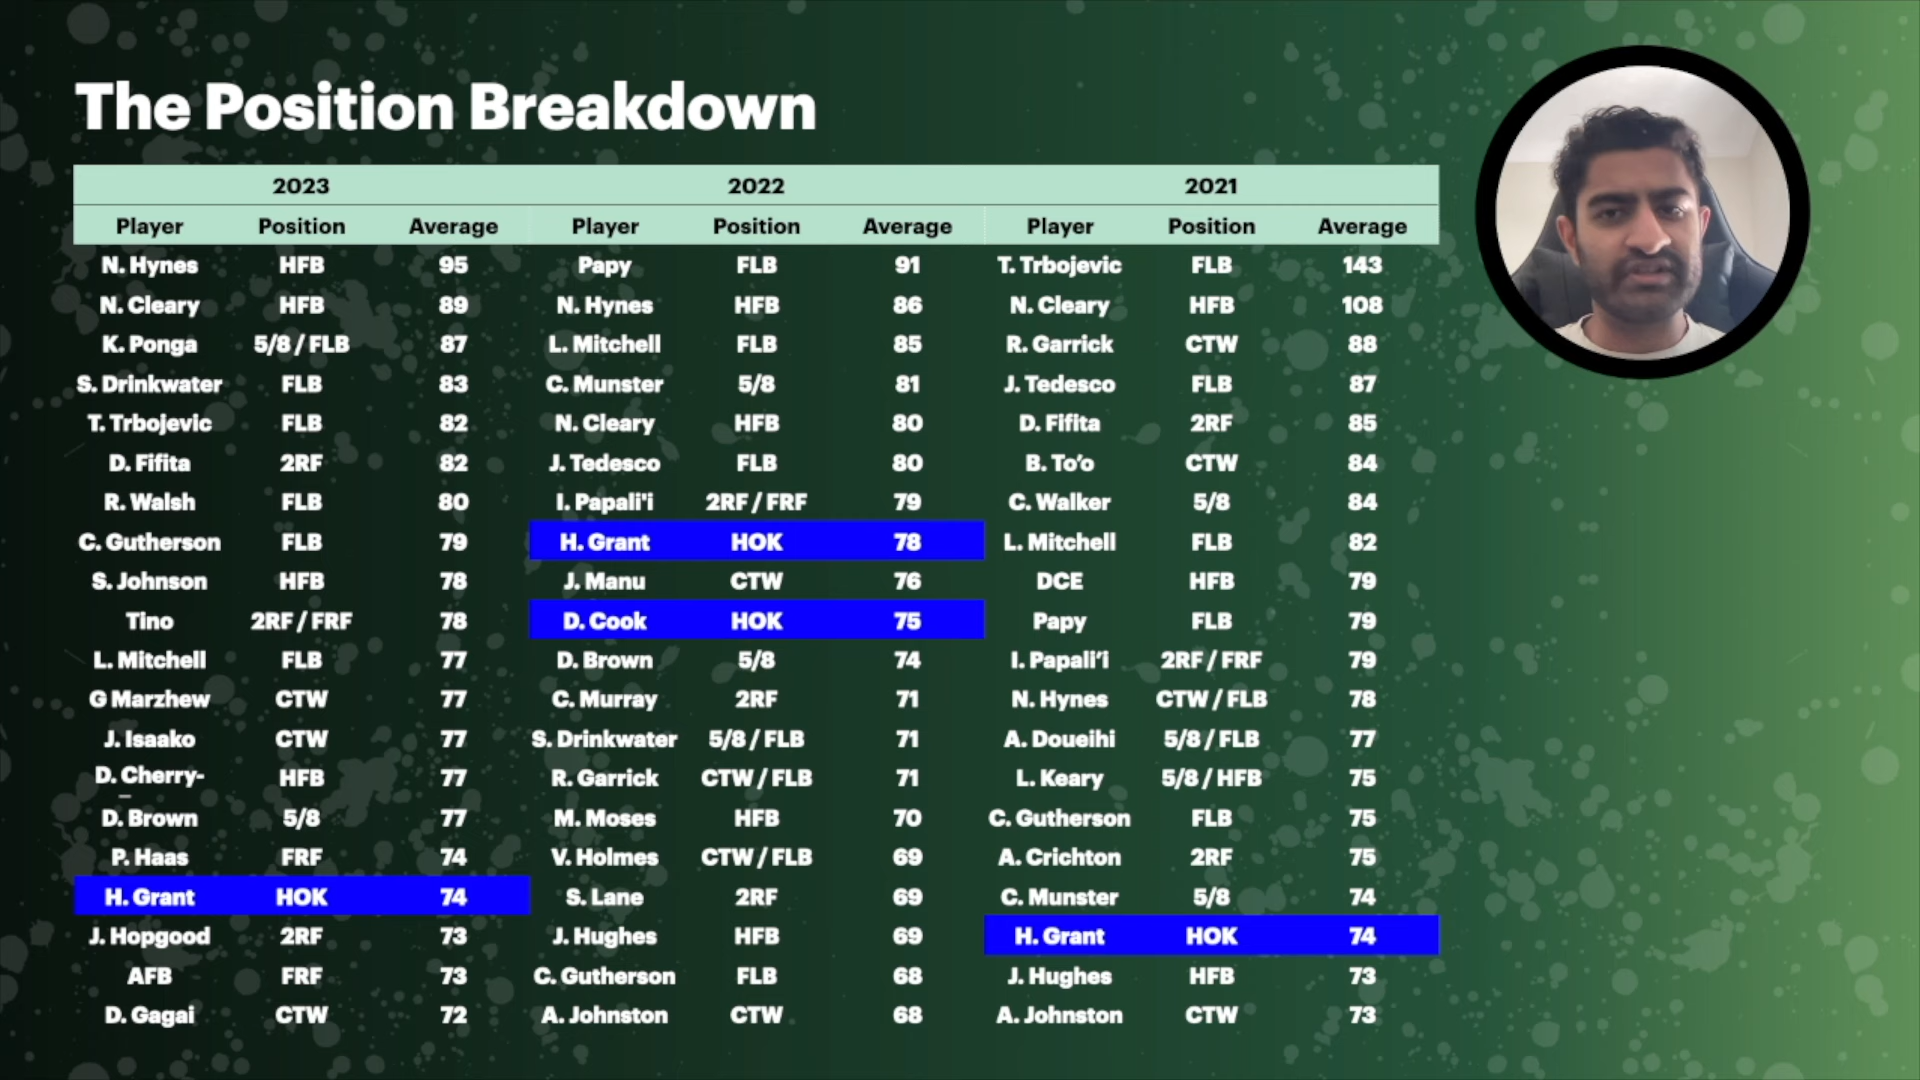 The Position Breakdown
2023 2022 2021
Player Position Average Player Position Average Player Position Average
N. Hynes HFB 95 Papy FLB 91 T. Trbojevic FLB 143
N. Cleary HFB 89 N. Hynes HFB 86 N. Cleary HFB 108
K. Ponga 5/8 / FLB 87 L. Mitchell FLB 85 R. Garrick CTW 88
S. Drinkwater FLB 83 C. Munster 5/8 81 J. Tedesco FLB 87
T. Trbojevic FLB 82 N. Cleary HFB 80 D. Fifita 2RF 85
D. Fifita 2RF 82 J. Tedesco FLB 80 B. To’o CTW 84
R. Walsh FLB 80 I. Papali'i 2RF / FRF 79 C. Walker 5/8 84
C. Gutherson FLB 79 H. Grant HOK 78 L. Mitchell FLB 82
S. Johnson HFB 78 J. Manu CTW 76 DCE HFB 79
Tino 2RF / FRF 78 D. Cook HOK 75 Papy FLB 79
L. Mitchell FLB 77 D. Brown 5/8 74 I. Papali’i 2RF / FRF 79
G Marzhew CTW 77 C. Murray 2RF 71 N. Hynes CTW / FLB 78
J. Isaako CTW 77 S. Drinkwater 5/8 / FLB 71 A. Doueihi 5/8 / FLB 77
D. Cherry- HFB 77 R. Garrick CTW / FLB 71 L. Keary 5/8 / HFB 75
D. Brown 5/8 77 M. Moses HFB 70 C. Gutherson FLB 75
P. Haas FRF 74 V. Holmes CTW / FLB 69 A. Crichton 2RF 75
H. Grant HOK 74 S. Lane 2RF 69 C. Munster 5/8 74
J. Hopgood 2RF 73 J. Hughes HFB 69 H. Grant HOK 74
AFB FRF 73 C. Gutherson FLB 68 J. Hughes HFB 73
D. Gagai CTW 72 A. Johnston CTW 68 A. Johnston CTW 73